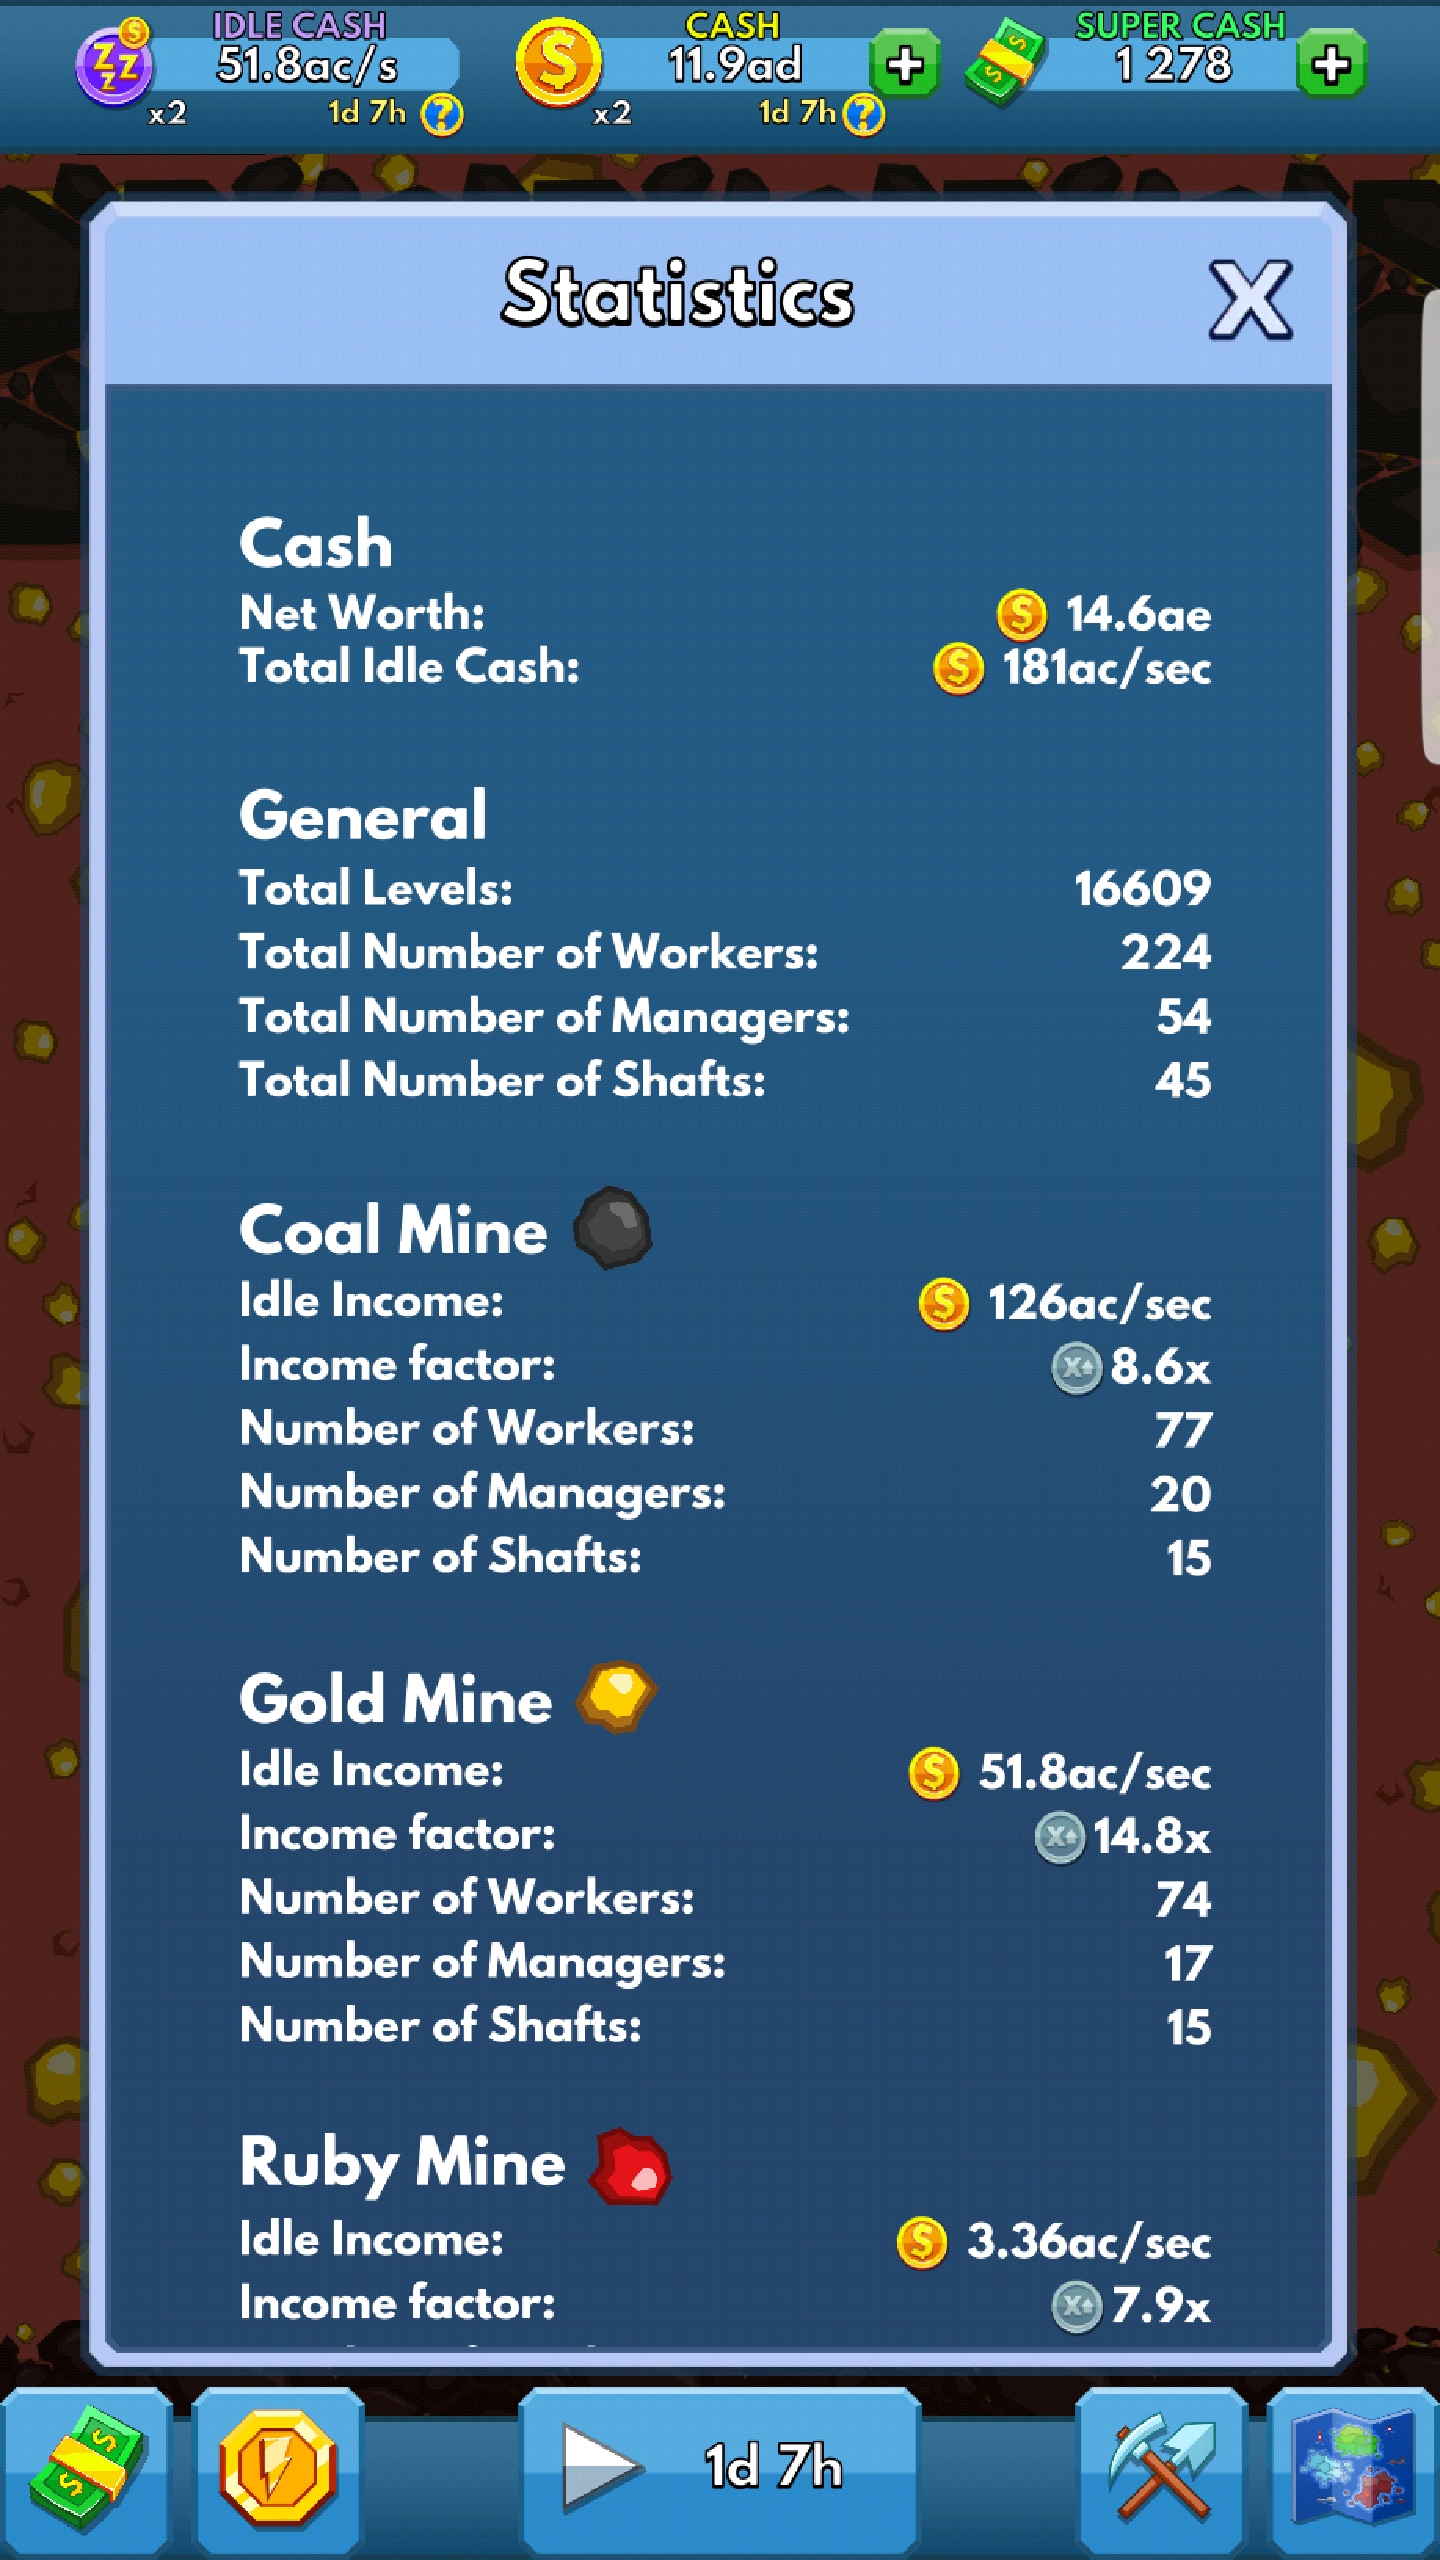 IDLE CASH CASH SUPER CASH
51.8ac/s 11.9ad 1 278
x2 1d 7h x2 1d 7h
Statistics X
Cash
Net Worth: 14.6ae
Total Idle Cash: 181ac/sec
General
Total Levels: 16609
Total Number of Workers: 224
Total Number of Managers: 54
Total Number of Shafts: 45
Coal Mine
Idle Income: 126ac/sec
Income factor: 8.6x
Number of Workers: 77
Number of Managers: 20
Number of Shafts: 15
Gold Mine
Idle Income: 51.8ac/sec
Income factor: 14.8x
Number of Workers: 74
Number of Managers: 17
Number of Shafts: 15
Ruby Mine
Idle Income: 3.36ac/sec
Income factor: 7.9x
1d 7h